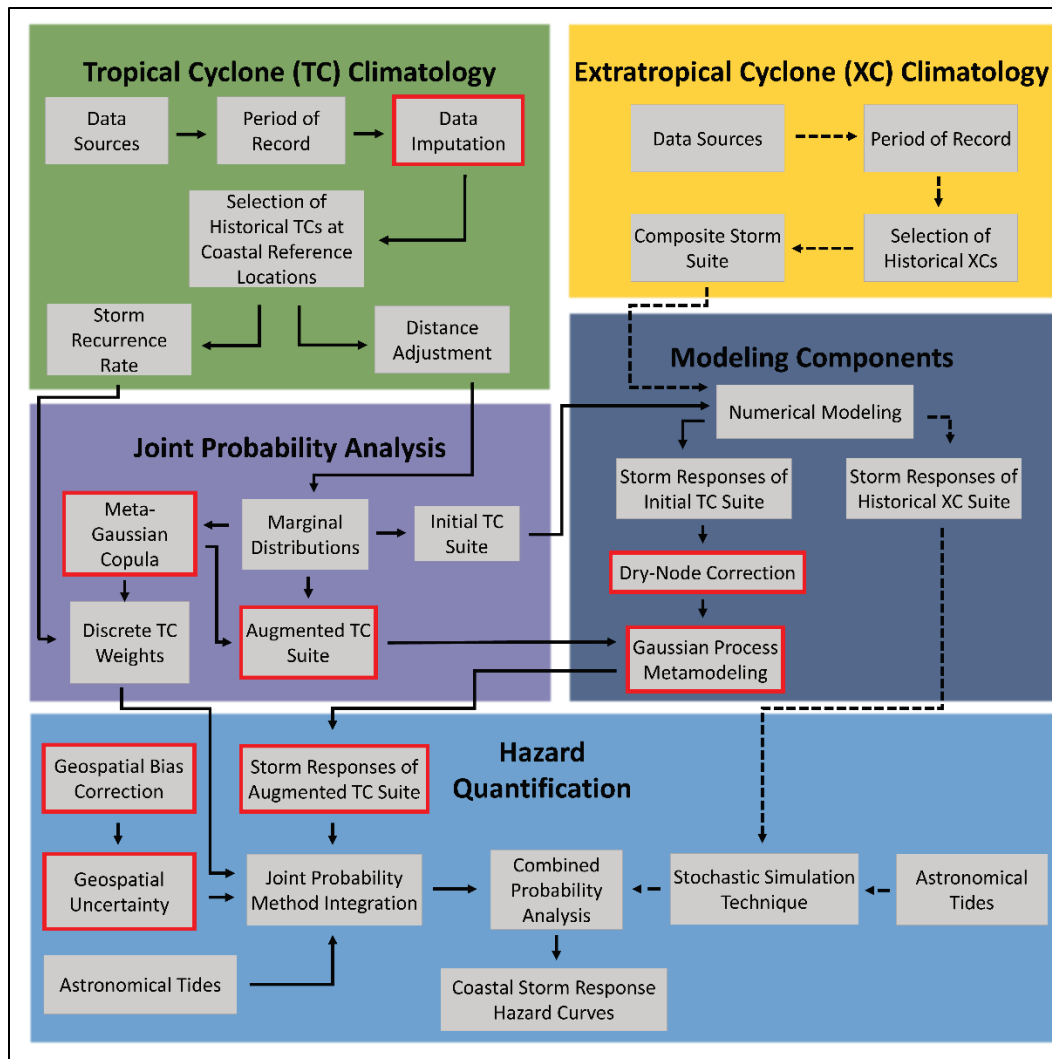 Tropical Cyclone (TC) Climatology
Data
Sources
Period of
Record
Data
Imputation
Selection of
Historical TCs at
Coastal Reference
Locations
Storm
Recurrence
Rate
Distance
Adjustment
Extratropical Cyclone (XC) Climatology
Data Sources
Period of Record
Composite Storm
Suite
Selection of
Historical XCs
Joint Probability Analysis
Meta-
Gaussian
Copula
Marginal
Distributions
Initial TC
Suite
Discrete TC
Weights
Augmented TC
Suite
Modeling Components
Numerical Modeling
Storm Responses of
Initial TC Suite
Storm Responses of
Historical XC Suite
Dry-Node Correction
Gaussian Process
Metamodeling
Hazard
Quantification
Geospatial Bias
Correction
Storm Responses of
Augmented TC Suite
Geospatial
Uncertainty
Joint Probability
Method Integration
Combined
Probability
Analysis
Stochastic Simulation
Technique
Astronomical
Tides
Astronomical Tides
Coastal Storm Response
Hazard Curves